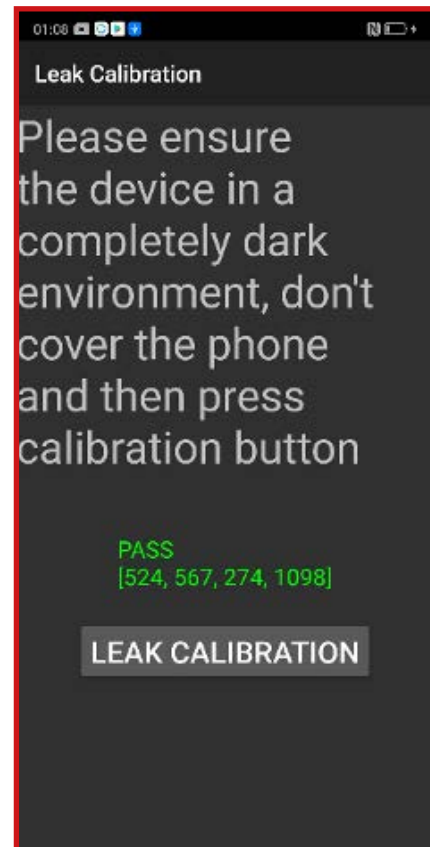 01:08
Leak Calibration
Please ensure
the device in a
completely dark
environment, don't
cover the phone
and then press
calibration button
PASS
[524, 567, 274, 1098]
LEAK CALIBRATION